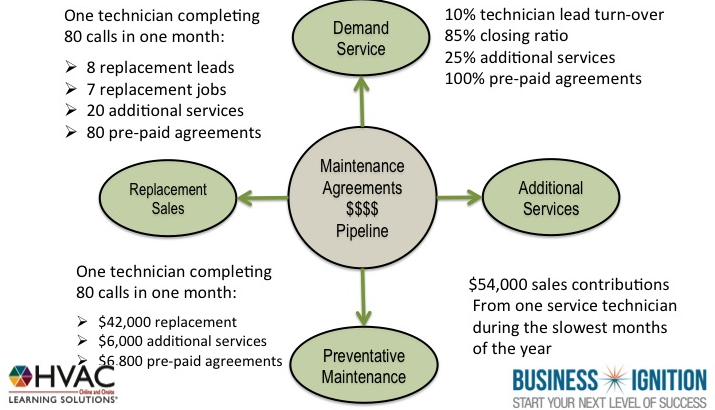 One technician completing
80 calls in one month:
➢ 8 replacement leads
➢ 7 replacement jobs
➢ 20 additional services
➢ 80 pre-paid agreements
Demand
Service
10% technician lead turn-over
85% closing ratio
25% additional services
100% pre-paid agreements
Replacement
Sales
Maintenance
Agreements
$$$$
Pipeline
Additional
Services
One technician completing
80 calls in one month:
➢ $42,000 replacement
➢ $6,000 additional services
➢ $6.800 pre-paid agreements
Preventative
Maintenance
$54,000 sales contributions
From one service technician
during the slowest months
of the year
HVAC
Online and Onsite
LEARNING SOLUTIONS®
BUSINESS IGNITION
START YOUR NEXT LEVEL OF SUCCESS